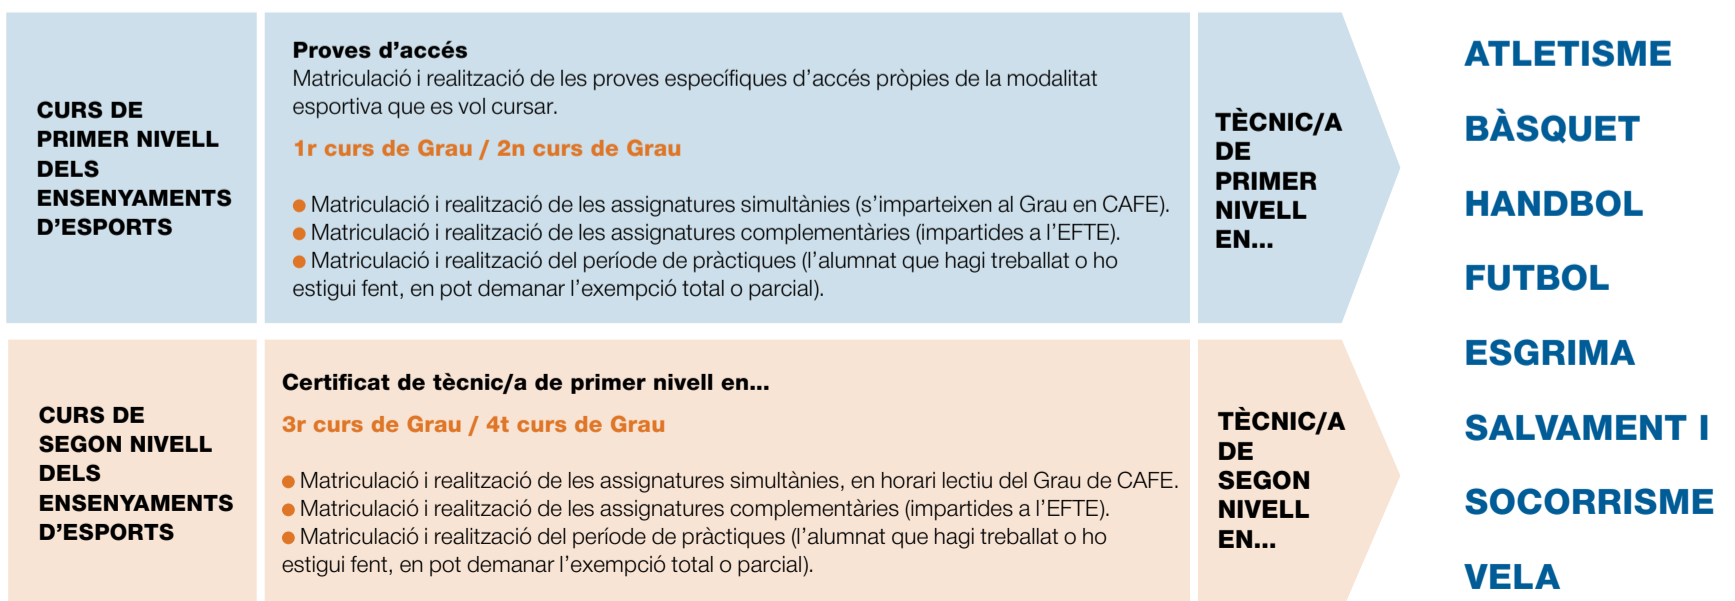 CURS DE
PRIMER NIVELL
DELS
ENSENYAMENTS
D'ESPORTS
Proves d'accés
Matriculació i realització de les proves específiques d'accés pròpies de la modalitat
esportiva que es vol cursar.
1r curs de Grau / 2n curs de Grau
● Matriculació i realització de les assignatures simultànies (s'imparteixen al Grau en CAFE).
● Matriculació i realització de les assignatures complementàries (impartides a l'EFTE).
● Matriculació i realització del període de pràctiques (l'alumnat que hagi treballat o ho
estigui fent, en pot demanar l'exempció total o parcial).
TÈCNIC/A
DE
PRIMER
NIVELL
EN...
CURS DE
SEGON NIVELL
DELS
ENSENYAMENTS
D'ESPORTS
Certificat de tècnic/a de primer nivell en...
3r curs de Grau / 4t curs de Grau
● Matriculació i realització de les assignatures simultànies, en horari lectiu del Grau de CAFE.
● Matriculació i realització de les assignatures complementàries (impartides a l'EFTE).
● Matriculació i realització del període de pràctiques (l'alumnat que hagi treballat o ho
estigui fent, en pot demanar l'exempció total o parcial).
TÈCNIC/A
DE
SEGON
NIVELL
EN...
ATLETISME
BÀSQUET
HANDBOL
FUTBOL
ESGRIMA
SALVAMENT I
SOCORRISME
VELA